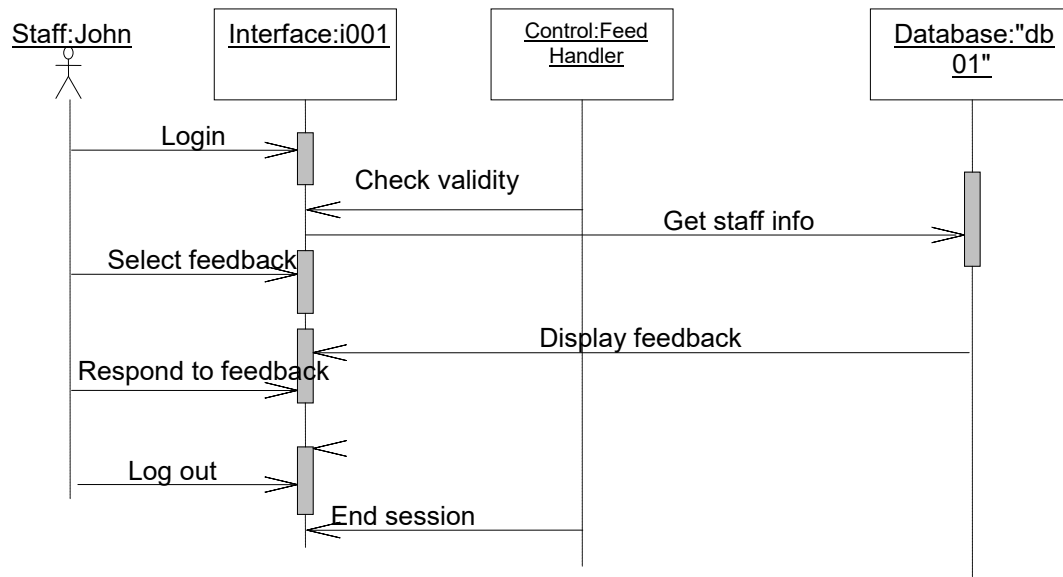 Staff:John
Interface:i001
Control:Feed
Handler
Database:"db
01"
Login
Check validity
Get staff info
Select feedback
Display feedback
Respond to feedback
Log out
End session